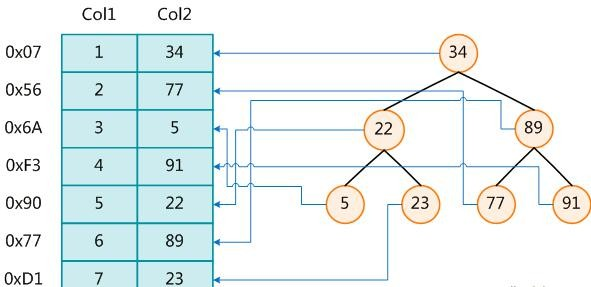 Col1 Col2
0x07 1 34 34
0x56 2 77
0x6A 3 5 22 89
0xF3 4 91
0x90 5 22 5 23 77 91
0x77 6 89
0xD1 7 23